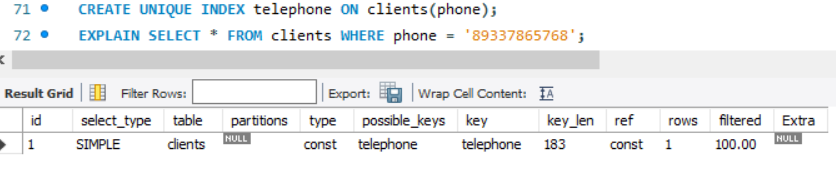 71 CREATE UNIQUE INDEX telephone ON clients(phone);
72 EXPLAIN SELECT * FROM clients WHERE phone = '89337865768';
Result Grid Filter Rows: Export: Wrap Cell Content: IA
id select_type table partitions type possible_keys key key_len ref rows filtered Extra
1 SIMPLE clients NULL const telephone telephone 183 const 1 100.00 NULL